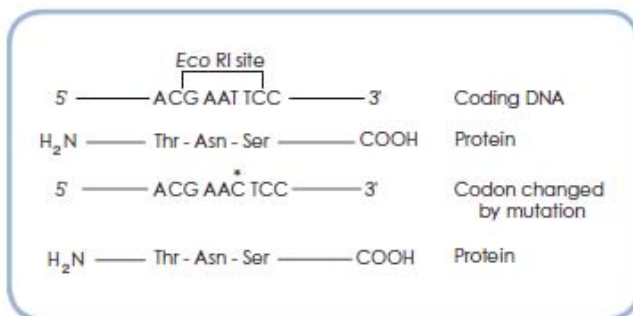 Eco RI site
5' ACG AAT TCC 3' Coding DNA
H2N Thr - Asn - Ser COOH Protein
*
5' ACG AAC TCC 3' Codon changed
by mutation
H2N Thr - Asn - Ser COOH Protein